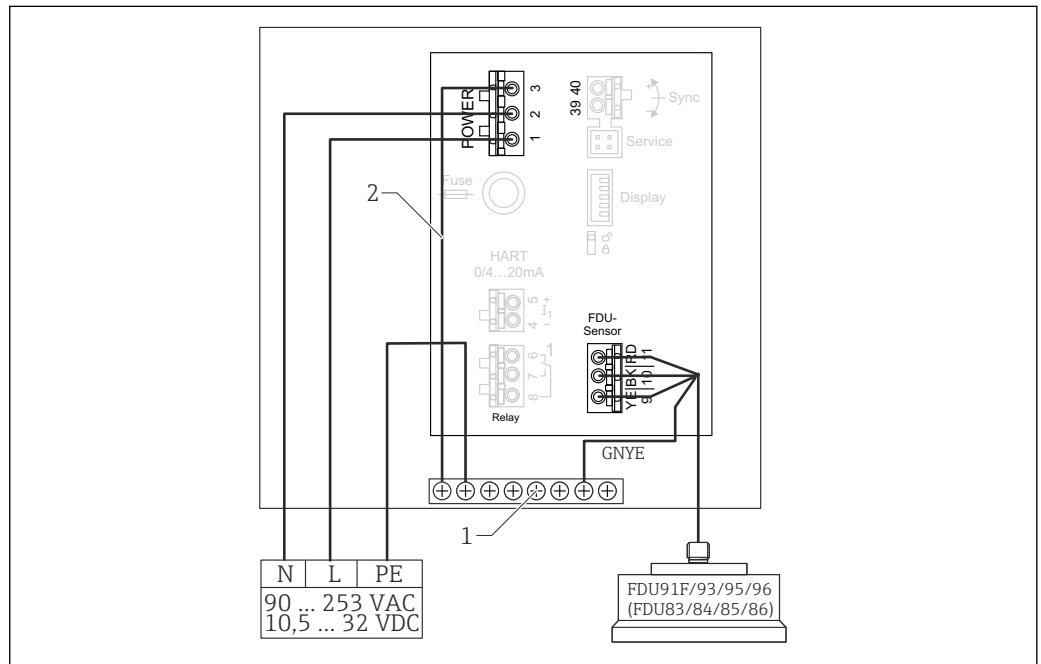 POWER
3
2
1
39 40
+
-
Sync
Service
Fuse
Display
2
HART
0/4...20mA
5 +
I1
4 -
6 1
7
8
Relay
FDU-
Sensor
YE|BK|RD
9 10 11
GNYE
1
N L PE
90 ... 253 VAC
10,5 ... 32 VDC
FDU91F/93/95/96
(FDU83/84/85/86)